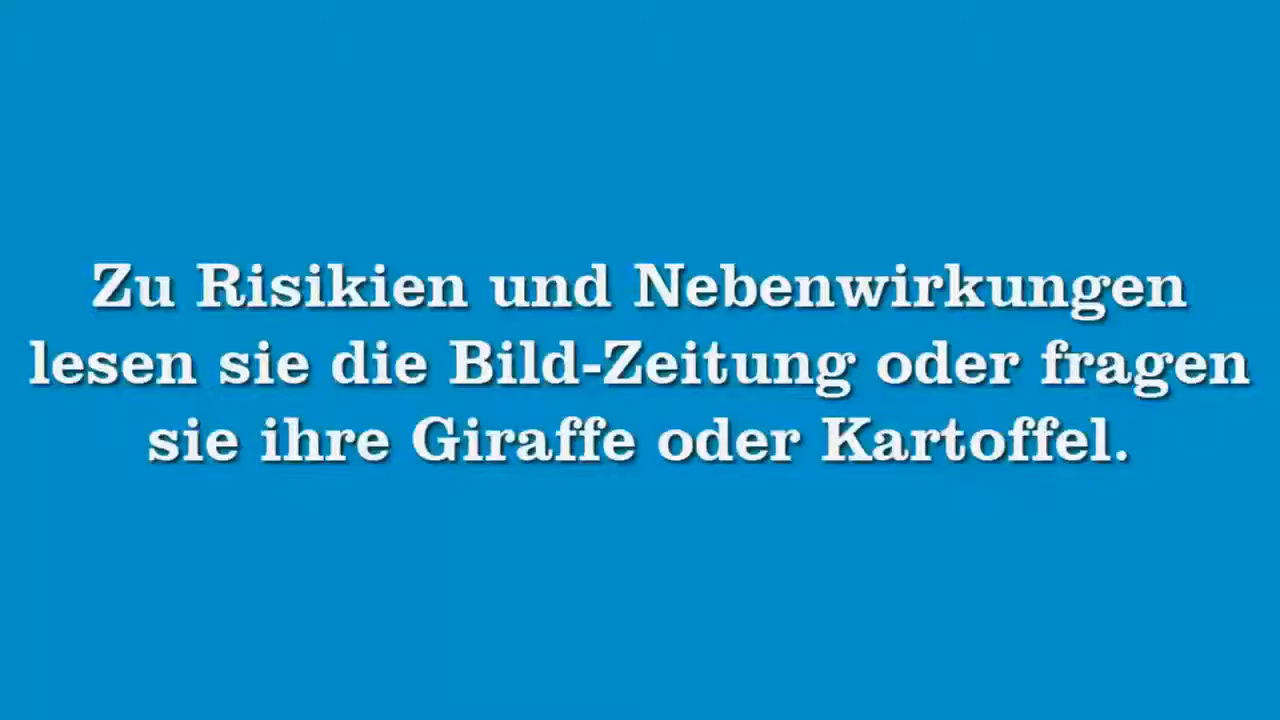 Zu Risikien und Nebenwirkungen
lesen sie die Bild-Zeitung oder fragen
sie ihre Giraffe oder Kartoffel.